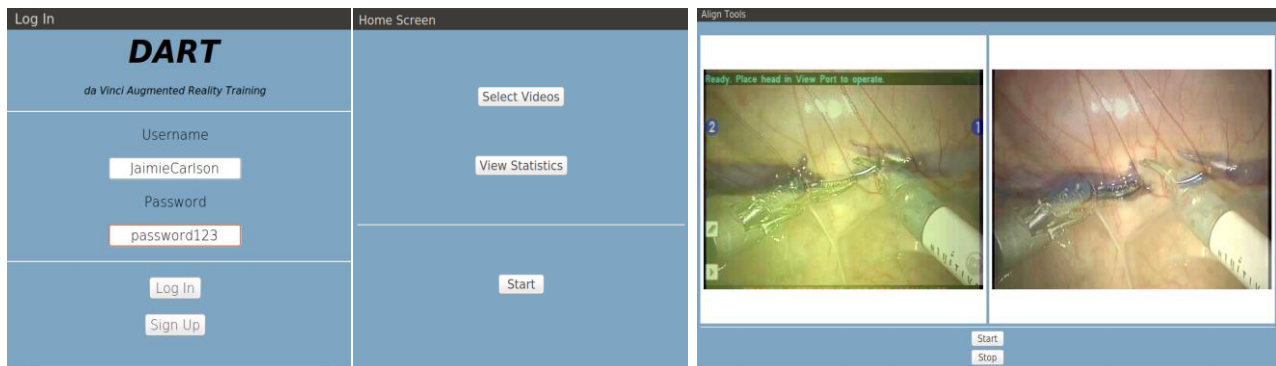 Log In
DART
da Vinci Augmented Reality Training
Username
JaimieCarlson
Password
password123
Log In
Sign Up
Home Screen
Select Videos
View Statistics
Start
Align Tools
Ready. Place head in View Port to operate.
2
1
Start
Stop